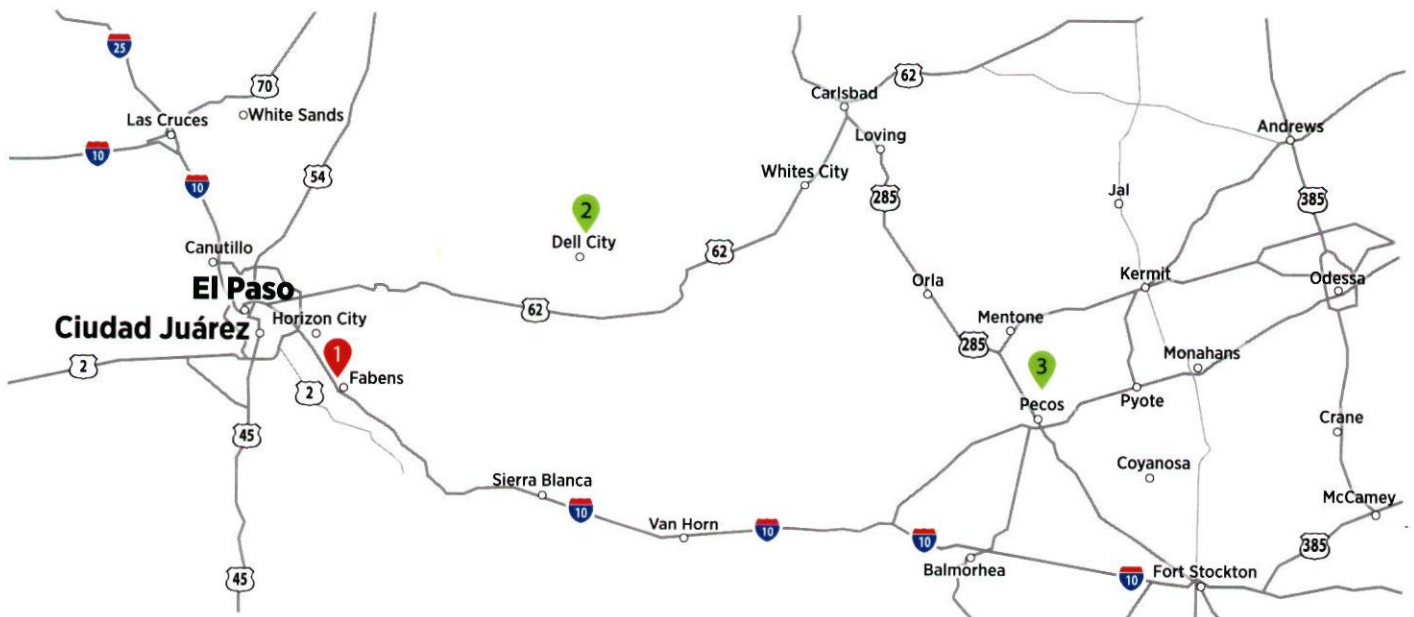 25
70
White Sands
Las Cruces
10
10
54
Canutillo
El Paso
Ciudad Juárez
Horizon City
1
Fabens
2
2
45
45
2
Dell City
62
62
Carlsbad
62
Loving
Whites City
285
Orla
Mentone
285
3
Pecos
Jal
Kermit
Monahans
Pyote
Coyanosa
Andrews
385
Odessa
Crane
McCamey
385
Sierra Blanca
10
Van Horn
10
10
Balmorhea
10
Fort Stockton